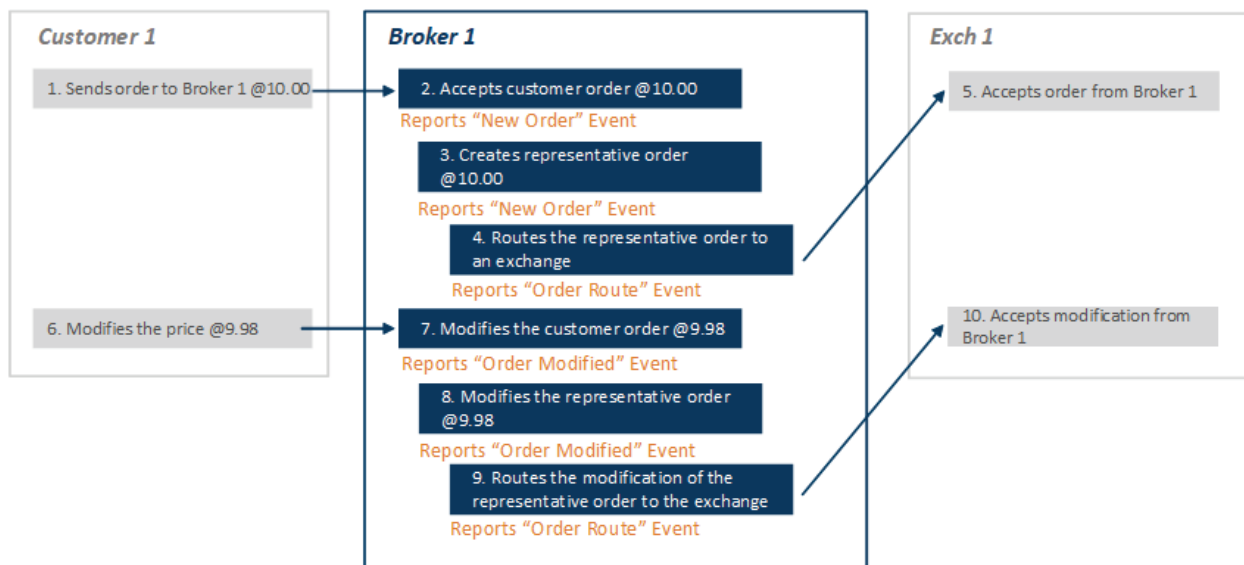 Customer 1
1. Sends order to Broker 1 @10.00
6. Modifies the price @9.98
Broker 1
2. Accepts customer order @10.00
Reports “New Order” Event
3. Creates representative order
@10.00
Reports “New Order” Event
4. Routes the representative order to
an exchange
Reports “Order Route” Event
7. Modifies the customer order @9.98
Reports “Order Modified” Event
8. Modifies the representative order
@9.98
Reports “Order Modified” Event
9. Routes the modification of the
representative order to the exchange
Reports “Order Route” Event
Exch 1
5. Accepts order from Broker 1
10. Accepts modification from
Broker 1